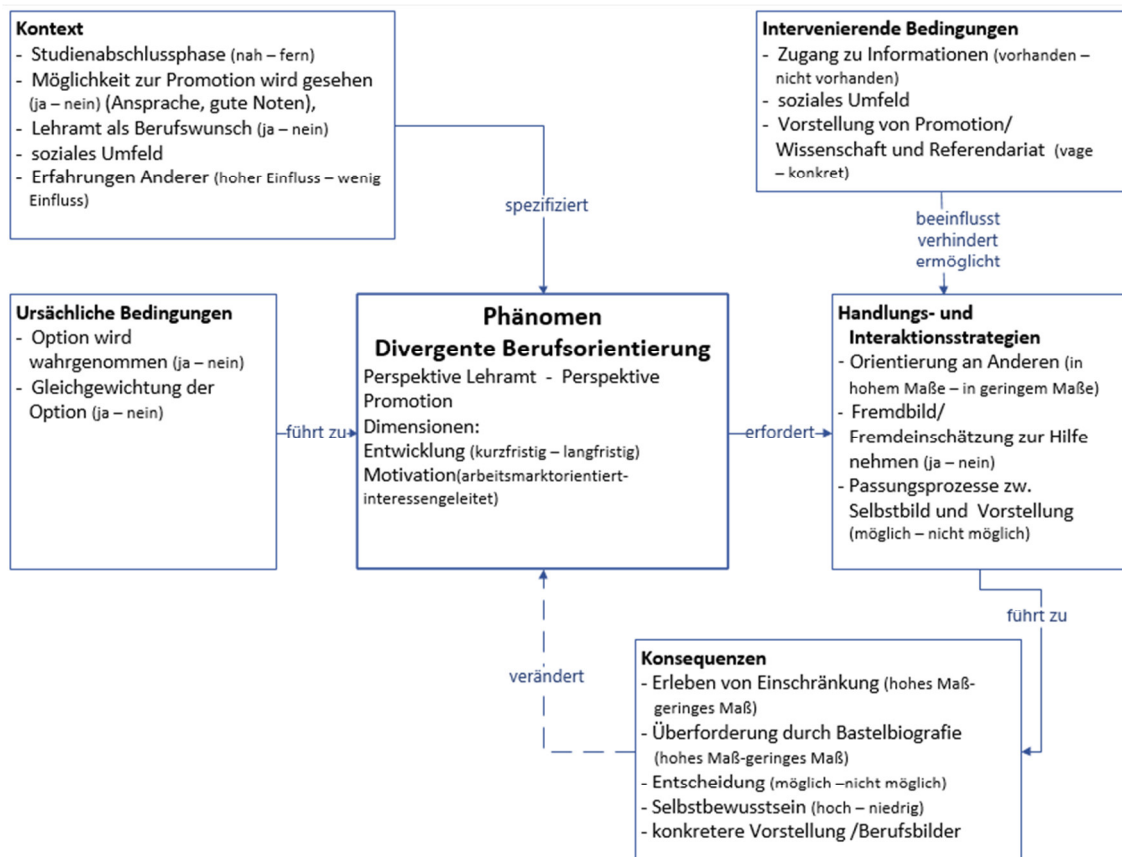 Kontext
- Studienabschlussphase (nah – fern)
- Möglichkeit zur Promotion wird gesehen
(ja – nein) (Ansprache, gute Noten),
- Lehramt als Berufswunsch (ja – nein)
- soziales Umfeld
- Erfahrungen Anderer (hoher Einfluss – wenig
Einfluss)
Intervenierende Bedingungen
- Zugang zu Informationen (vorhanden –
nicht vorhanden)
- soziales Umfeld
- Vorstellung von Promotion/
Wissenschaft und Referendariat (vage
– konkret)
spezifiziert
beeinflusst
verhindert
ermöglicht
Ursächliche Bedingungen
- Option wird
wahrgenommen (ja – nein)
- Gleichgewichtung der
Option (ja – nein)
führt zu
Phänomen
Divergente Berufsorientierung
Perspektive Lehramt - Perspektive
Promotion
Dimensionen:
Entwicklung (kurzfristig – langfristig)
Motivation(arbeitsmarktorientiert-
interessengeleitet)
erfordert
Handlungs- und
Interaktionsstrategien
- Orientierung an Anderen (in
hohem Maße – in geringem Maße)
- Fremdbild/
Fremdeinschätzung zur Hilfe
nehmen (ja – nein)
- Passungsprozesse zw.
Selbstbild und Vorstellung
(möglich – nicht möglich)
führt zu
verändert
Konsequenzen
- Erleben von Einschränkung (hohes Maß-
geringes Maß)
- Überforderung durch Bastelbiografie
(hohes Maß-geringes Maß)
- Entscheidung (möglich –nicht möglich)
- Selbstbewusstsein (hoch – niedrig)
- konkretere Vorstellung /Berufsbilder